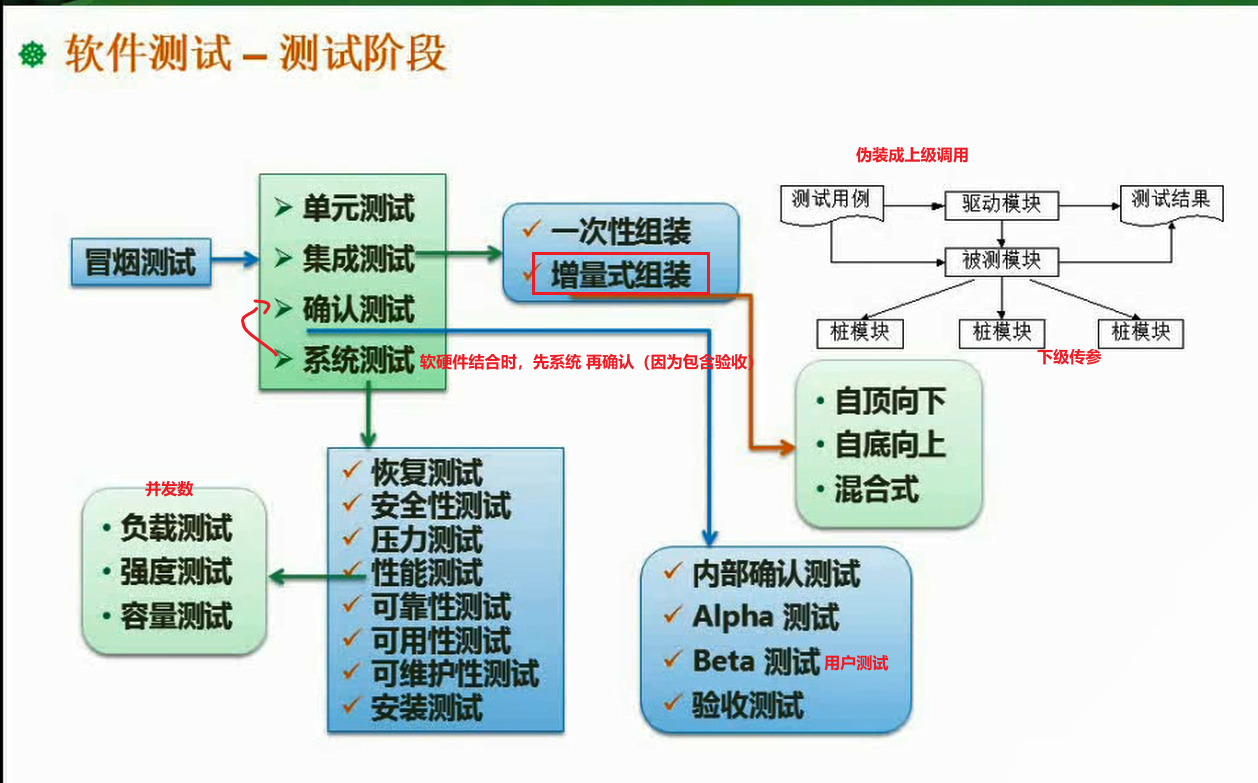 软件测试 – 测试阶段
伪装成上级调用
测试用例
驱动模块
测试结果
被测模块
桩模块
桩模块
桩模块
下级传参
冒烟测试
单元测试
集成测试
确认测试
系统测试
软硬件结合时，先系统 再确认（因为包含验收）
一次性组装
增量式组装
自顶向下
自底向上
混合式
并发数
负载测试
强度测试
容量测试
恢复测试
安全性测试
压力测试
性能测试
可靠性测试
可用性测试
可维护性测试
安装测试
内部确认测试
Alpha 测试
Beta 测试 用户测试
验收测试